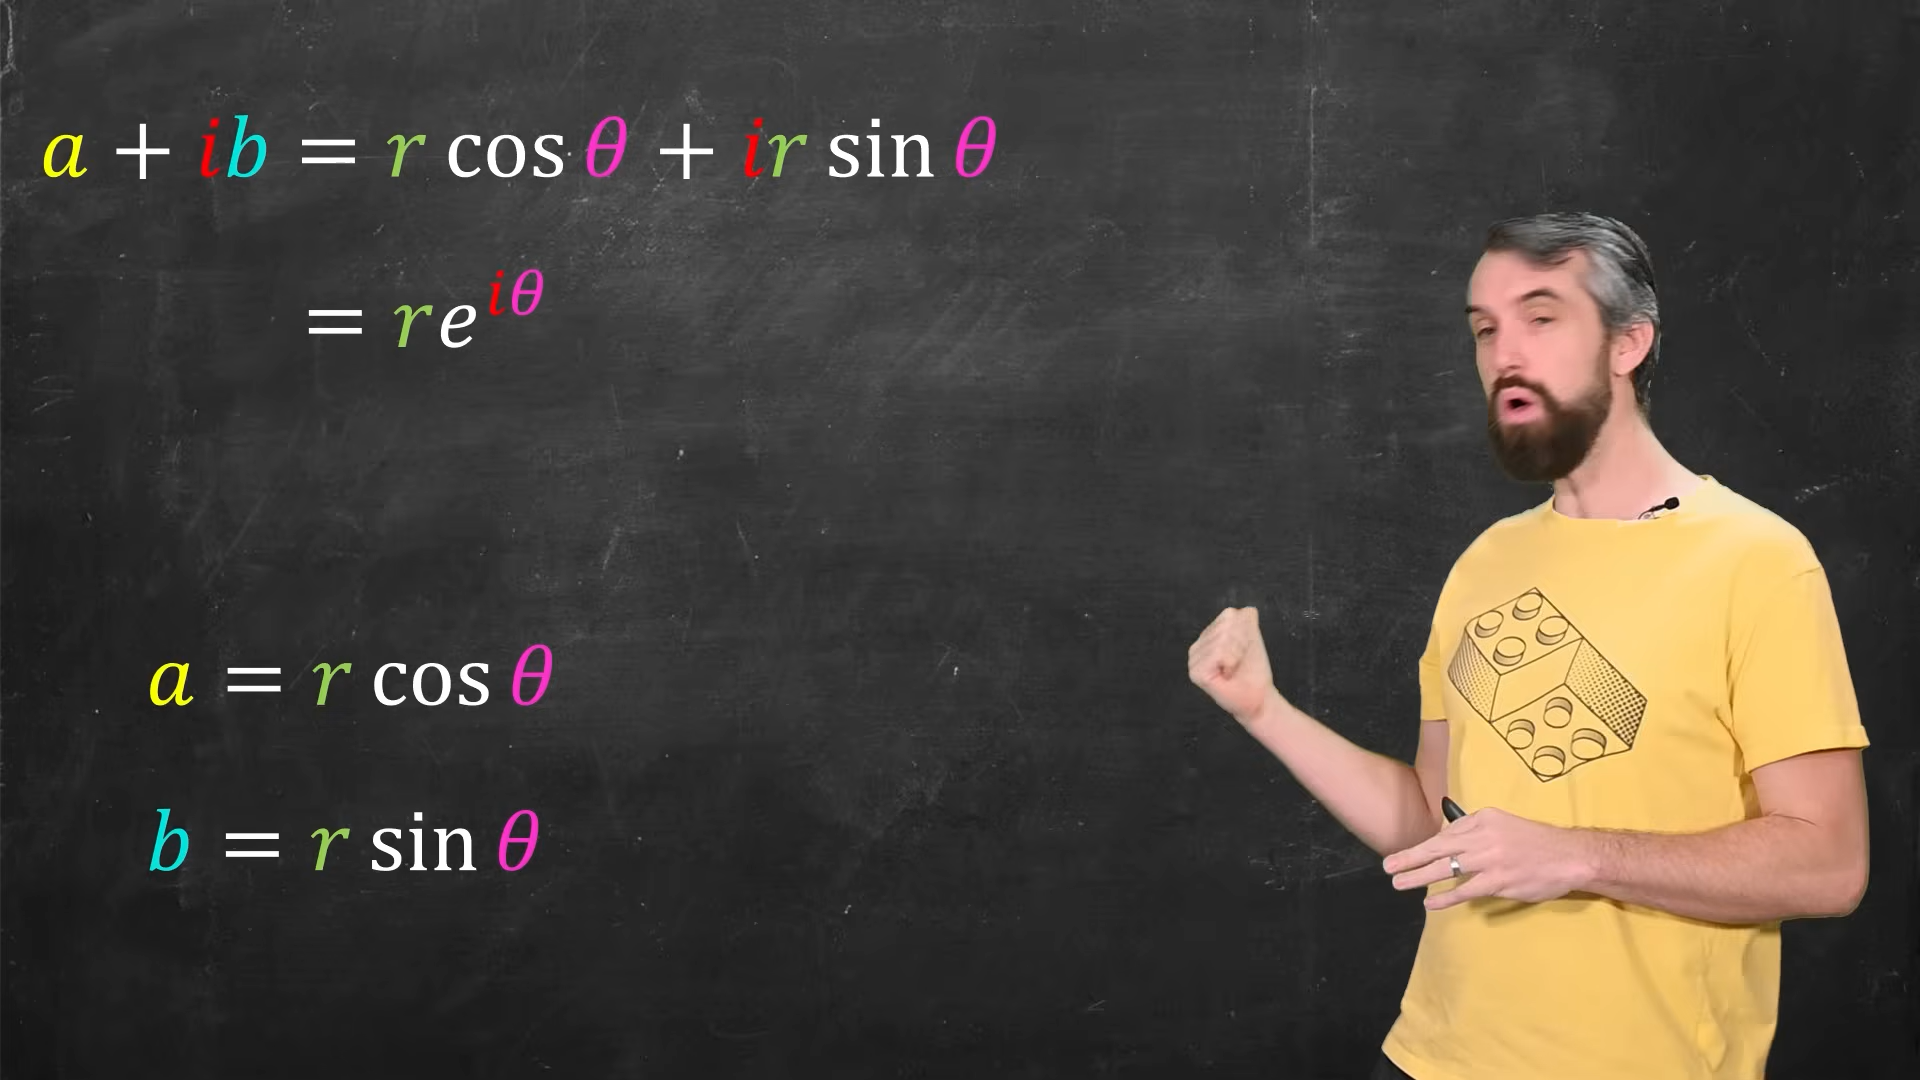 a + ib = r cos θ + ir sin θ
= re^{iθ}
a = r cos θ
b = r sin θ